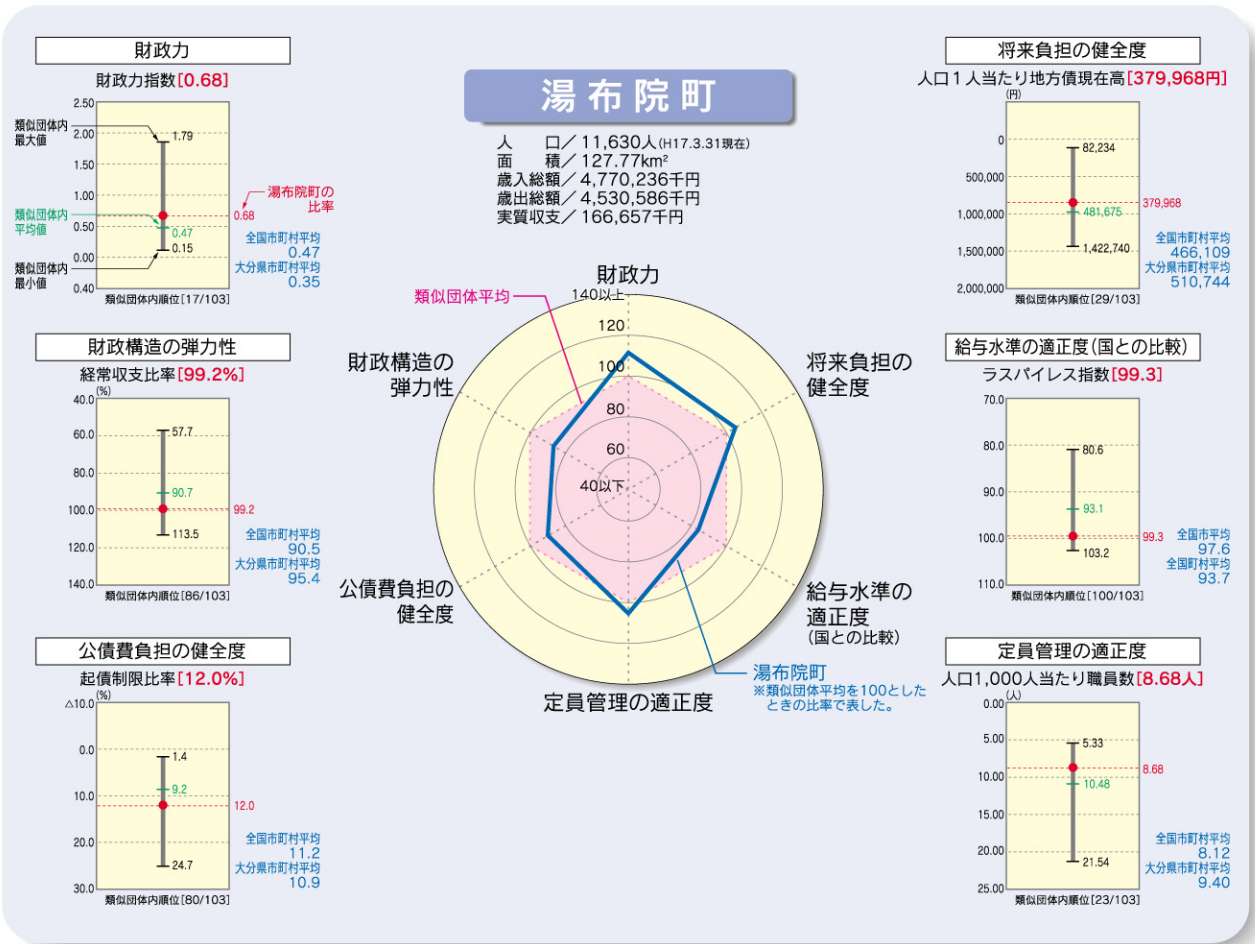 湯布院町
人　　口／11,630人(H17.3.31現在)
面　　積／127.77km²
歳入総額／4,770,236千円
歳出総額／4,530,586千円
実質収支／166,657千円
財政力
財政力指数[0.68]
2.50
2.00
1.50
1.00
0.50
0.00
0.40
類似団体内
最大値
1.79
湯布院町の
比率
0.68
類似団体内
平均値
0.47
類似団体内
最小値
0.15
全国市町村平均
0.47
大分県市町村平均
0.35
類似団体内順位[17/103]
財政構造の弾力性
経常収支比率[99.2%]
(%)
40.0
60.0
80.0
100.0
120.0
140.0
57.7
90.7
99.2
113.5
全国市町村平均
90.5
大分県市町村平均
95.4
類似団体内順位[86/103]
公債費負担の健全度
起債制限比率[12.0%]
(%)
△10.0
0.0
10.0
20.0
30.0
1.4
9.2
12.0
24.7
全国市町村平均
11.2
大分県市町村平均
10.9
類似団体内順位[80/103]
類似団体平均
財政力
140以上
120
100
80
60
40以下
将来負担の
健全度
給与水準の
適正度
(国との比較)
定員管理の適正度
公債費負担の
健全度
財政構造の
弾力性
湯布院町
※類似団体平均を100とした
ときの比率で表した。
将来負担の健全度
人口1人当たり地方債現在高[379,968円]
(円)
0
500,000
1,000,000
1,500,000
2,000,000
82,234
379,968
481,675
1,422,740
全国市町村平均
466,109
大分県市町村平均
510,744
類似団体内順位[29/103]
給与水準の適正度(国との比較)
ラスパイレス指数[99.3]
70.0
80.0
90.0
100.0
110.0
80.6
93.1
99.3
103.2
全国市平均
97.6
全国町村平均
93.7
類似団体内順位[100/103]
定員管理の適正度
人口1,000人当たり職員数[8.68人]
(人)
0.00
5.00
10.00
15.00
20.00
25.00
5.33
8.68
10.48
21.54
全国市町村平均
8.12
大分県市町村平均
9.40
類似団体内順位[23/103]